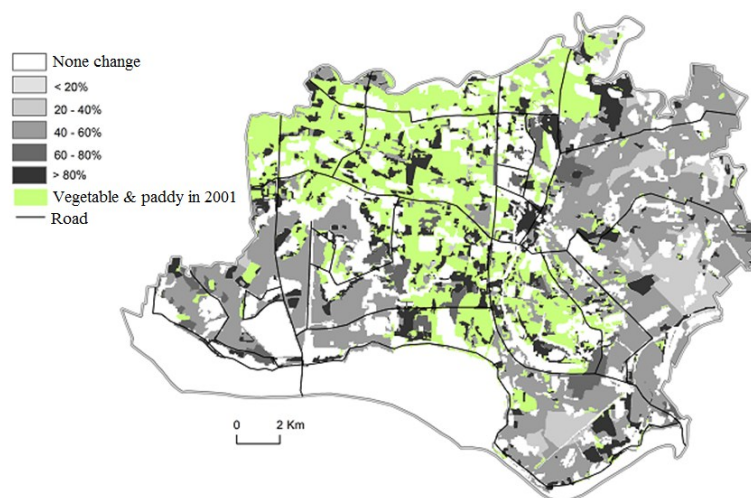 None change
< 20%
20 - 40%
40 - 60%
60 - 80%
> 80%
Vegetable & paddy in 2001
Road
0 2 Km